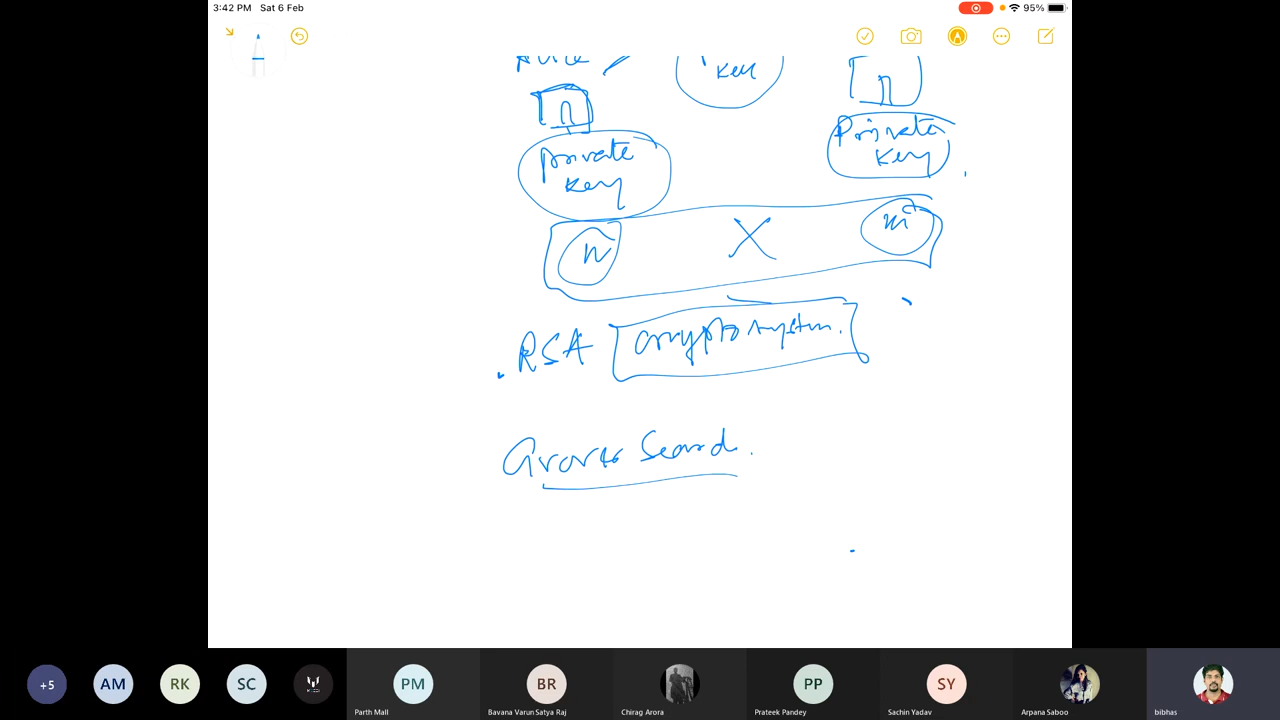 3:42 PM Sat 6 Feb
95%
key
n
n
private
key
Private
key
X
.RSA cryptosystem.
Grover Search.
+5
AM
RK
SC
PM
BR
PP
SY
Parth Mall
Bavana Varun Satya Raj
Chirag Arora
Prateek Pandey
Sachin Yadav
Arpana Saboo
bibhas